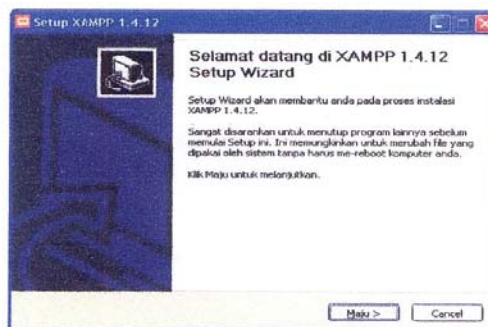 Setup XAMPP 1.4.12
Selamat datang di XAMPP 1.4.12
Setup Wizard
Setup Wizard akan membantu anda pada proses instalasi
XAMPP 1.4.12.
Sangat disarankan untuk menutup program lainnya sebelum
memulai Setup ini. Ini memungkinkan untuk merubah file yang
dipakai oleh sistem tanpa harus me-reboot komputer anda.
Klik Maju untuk melanjutkan.
Maju >
Cancel